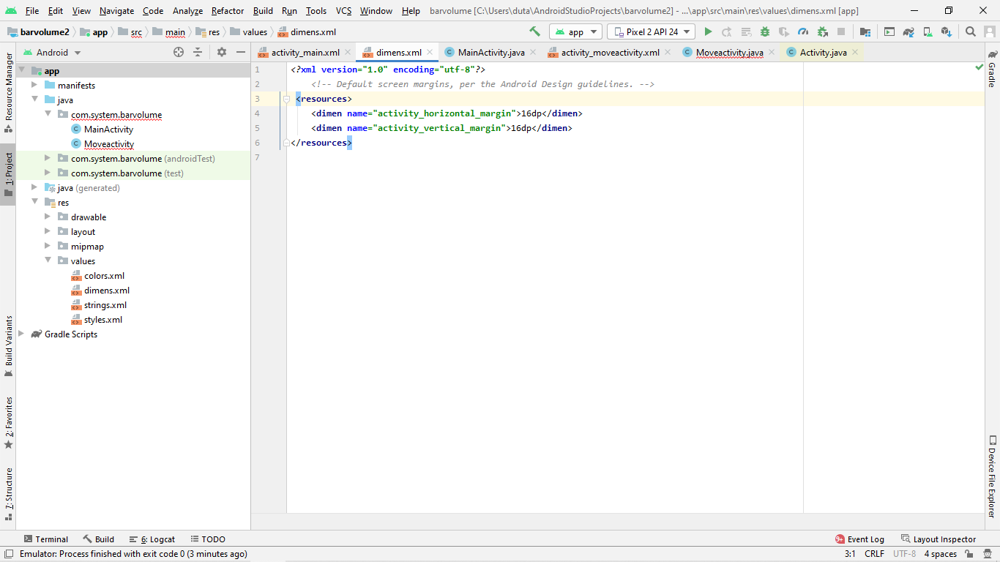 File Edit View Navigate Code Analyze Refactor Build Run Tools VCS Window Help barvolume [C:\Users\duta\AndroidStudioProjects\barvolume2] - ...\app\src\main\res\values\dimens.xml [app]
barvolume2 app src main res values dimens.xml app Pixel 2 API 24
Android activity_main.xml dimens.xml MainActivity.java activity_moveactivity.xml Moveactivity.java Activity.java
Resource Manager
1: Project
Build Variants
2: Favorites
7: Structure
app
manifests
java
com.system.barvolume
MainActivity
Moveactivity
com.system.barvolume (androidTest)
com.system.barvolume (test)
java (generated)
res
drawable
layout
mipmap
values
colors.xml
dimens.xml
strings.xml
styles.xml
Gradle Scripts
1 <?xml version="1.0" encoding="utf-8"?>
2 <!-- Default screen margins, per the Android Design guidelines. -->
3 <resources>
4 <dimen name="activity_horizontal_margin">16dp</dimen>
5 <dimen name="activity_vertical_margin">16dp</dimen>
6 </resources>
7
Gradle
Device File Explorer
Terminal Build 6: Logcat TODO 9+ Event Log Layout Inspector
Emulator: Process finished with exit code 0 (3 minutes ago) 3:1 CRLF UTF-8 4 spaces